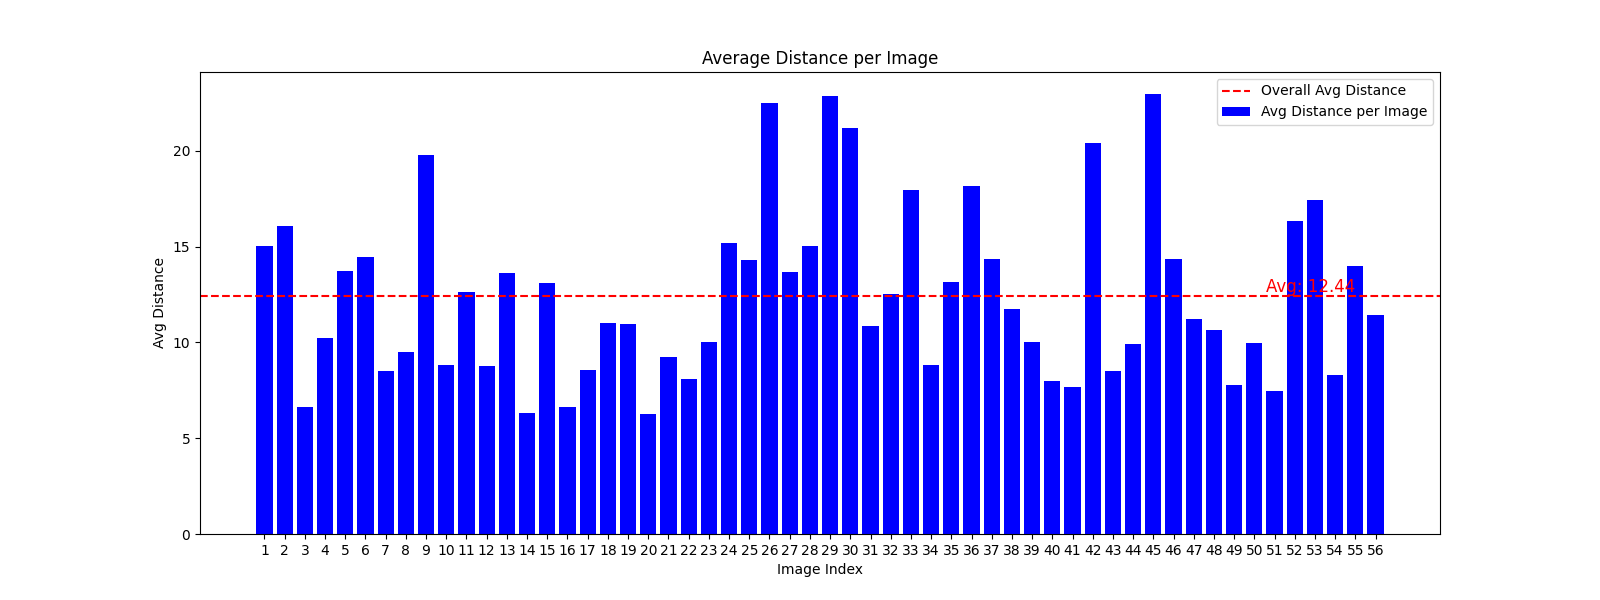 Average Distance per Image
Overall Avg Distance
Avg Distance per Image
Avg Distance
20
15
10
5
0
Avg: 12.44
1 2 3 4 5 6 7 8 9 10 11 12 13 14 15 16 17 18 19 20 21 22 23 24 25 26 27 28 29 30 31 32 33 34 35 36 37 38 39 40 41 42 43 44 45 46 47 48 49 50 51 52 53 54 55 56
Image Index